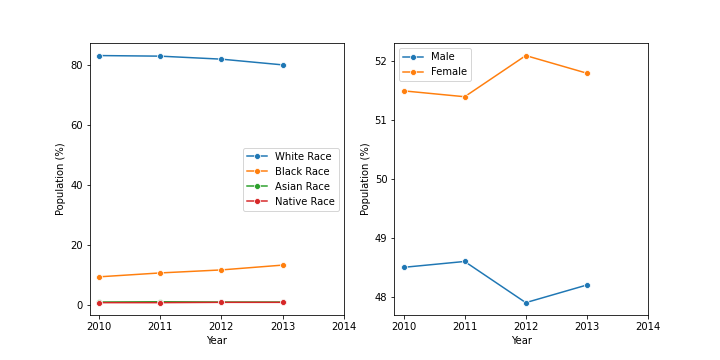 80
60
40
20
0
Population (%)
White Race
Black Race
Asian Race
Native Race
2010 2011 2012 2013 2014
Year
52
51
50
49
48
Population (%)
Male
Female
2010 2011 2012 2013 2014
Year